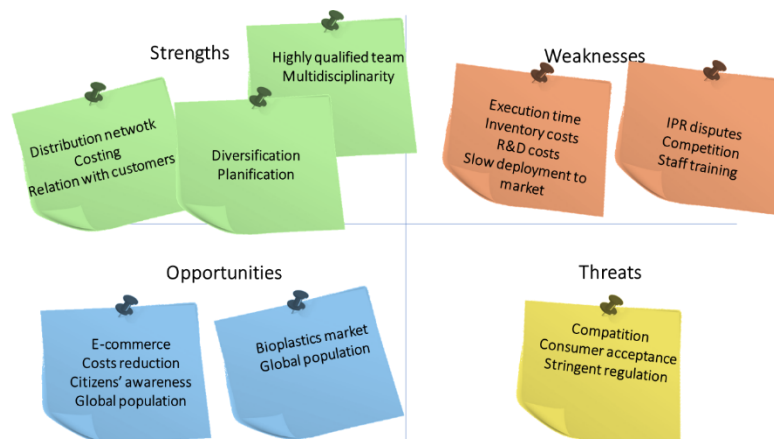 Strengths
Highly qualified team
Multidisciplinarity
Distribution netwotk
Costing
Relation with customers
Diversification
Planification
Weaknesses
Execution time
Inventory costs
R&D costs
Slow deployment to
market
IPR disputes
Competition
Staff training
Opportunities
E-commerce
Costs reduction
Citizens’ awareness
Global population
Bioplastics market
Global population
Threats
Compatition
Consumer acceptance
Stringent regulation